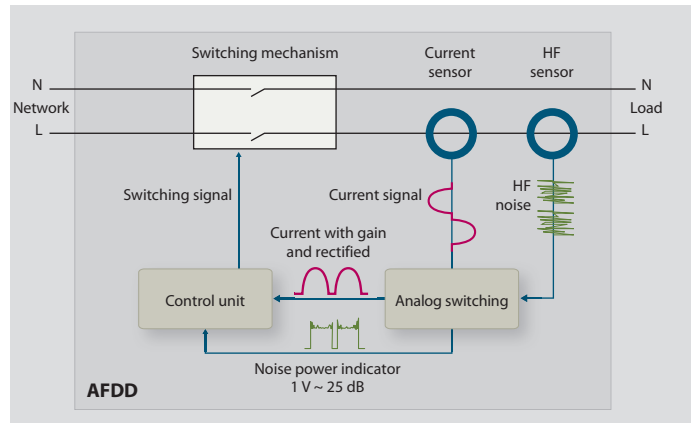 Switching mechanism
Current
sensor
HF
sensor
N
N
Network
Load
L
L
Switching signal
Current signal
HF
noise
Current with gain
and rectified
Control unit
Analog switching
Noise power indicator
1 V ~ 25 dB
AFDD